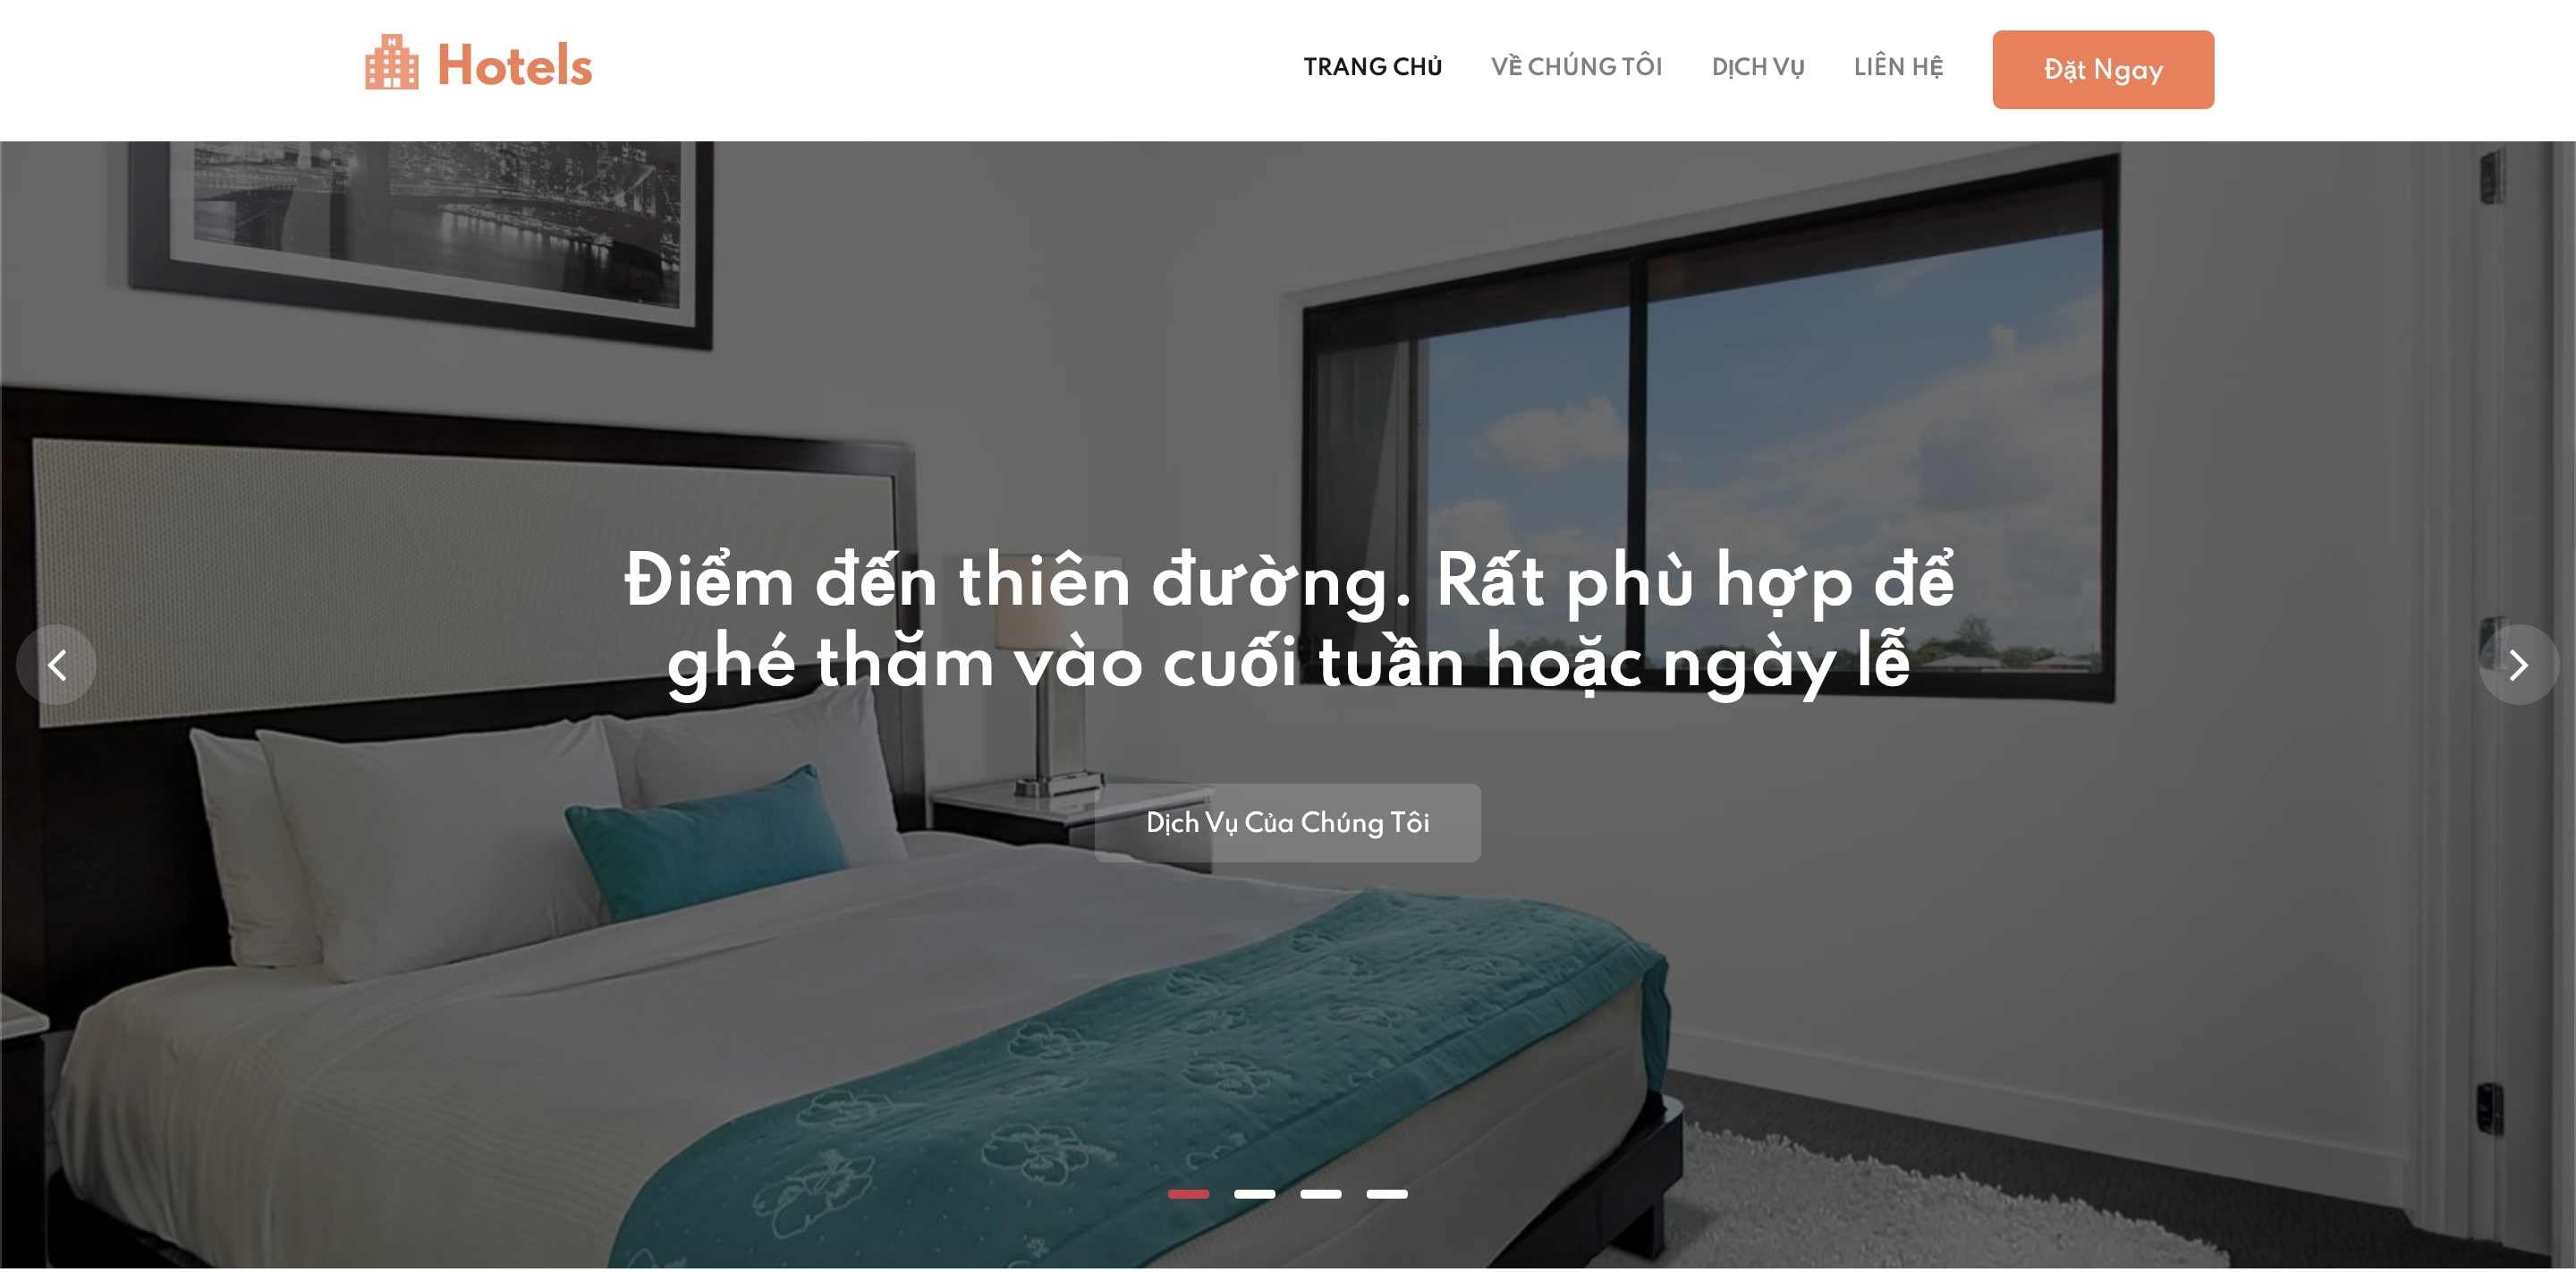 Hotels
TRANG CHỦ VỀ CHÚNG TÔI DỊCH VỤ LIÊN HỆ Đặt Ngay
Điểm đến thiên đường. Rất phù hợp để
ghé thăm vào cuối tuần hoặc ngày lễ
Dịch Vụ Của Chúng Tôi